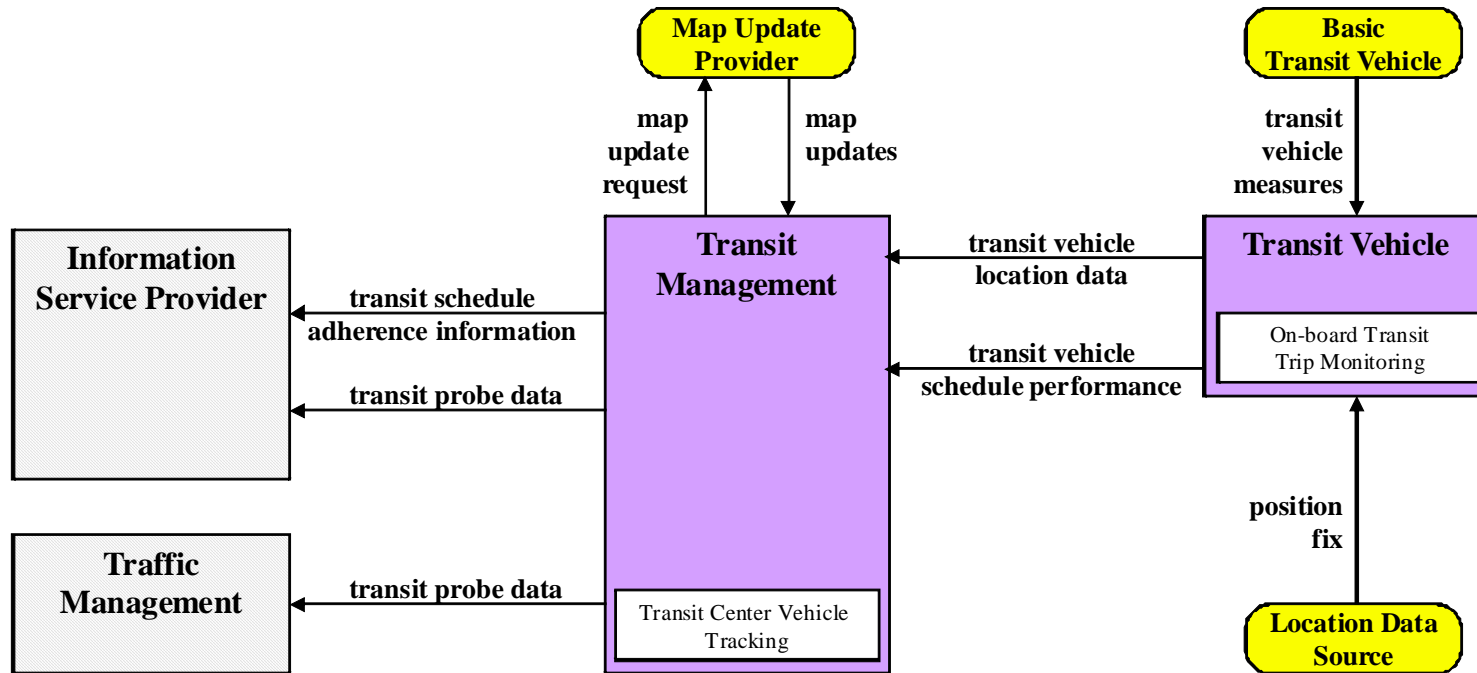 Map Update
Provider
Basic
Transit Vehicle
map
update
request
map
updates
transit
vehicle
measures
Information
Service Provider
Transit
Management
Transit Vehicle
On-board Transit
Trip Monitoring
transit vehicle
location data
transit schedule
adherence information
transit vehicle
schedule performance
transit probe data
position
fix
Traffic
Management
transit probe data
Transit Center Vehicle
Tracking
Location Data
Source